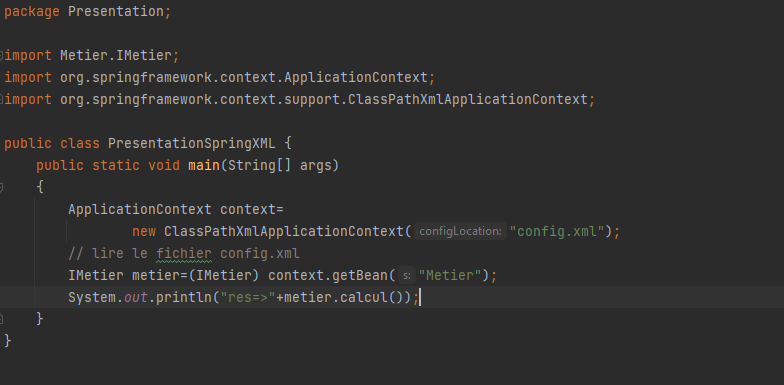 package Presentation;
import Metier.IMetier;
import org.springframework.context.ApplicationContext;
import org.springframework.context.support.ClassPathXmlApplicationContext;
public class PresentationSpringXML {
public static void main(String[] args)
{
ApplicationContext context=
new ClassPathXmlApplicationContext( configLocation: "config.xml");
// lire le fichier config.xml
IMetier metier=(IMetier) context.getBean( s: "Metier");
System.out.println("res=>"+metier.calcul());
}
}